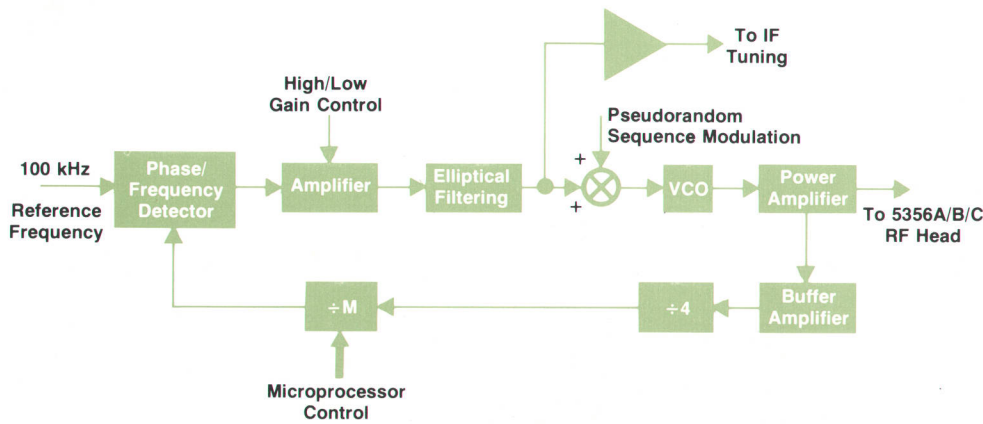 To IF
Tuning
High/Low
Gain Control
Pseudorandom
Sequence Modulation
100 kHz
Reference
Frequency
Phase/
Frequency
Detector
Amplifier
Elliptical
Filtering
+
+
VCO
Power
Amplifier
To 5356A/B/C
RF Head
÷M
÷4
Buffer
Amplifier
Microprocessor
Control